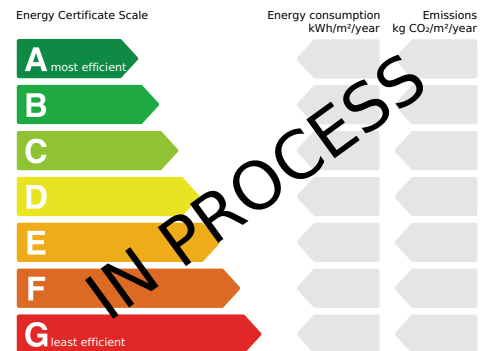 Energy Certificate Scale
Energy consumption
kWh/m²/year
Emissions
kg CO₂/m²/year
A most efficient
B
C
D
E
F
G least efficient
IN PROCESS